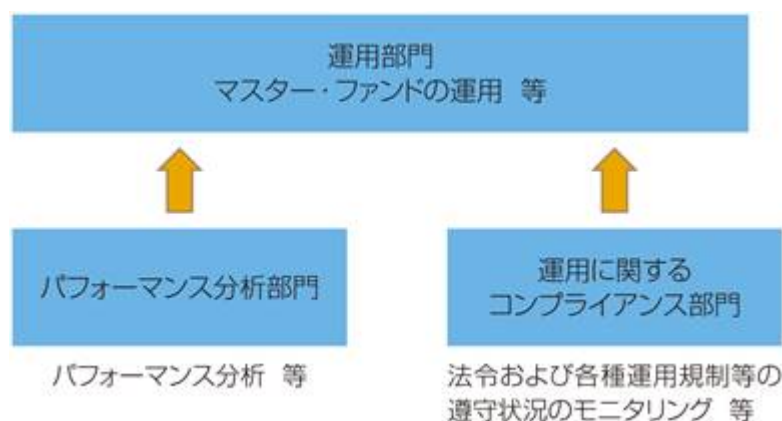 運用部門
マスター・ファンドの運用 等
パフォーマンス分析部門
パフォーマンス分析 等
運用に関する
コンプライアンス部門
法令および各種運用規制等の
遵守状況のモニタリング 等